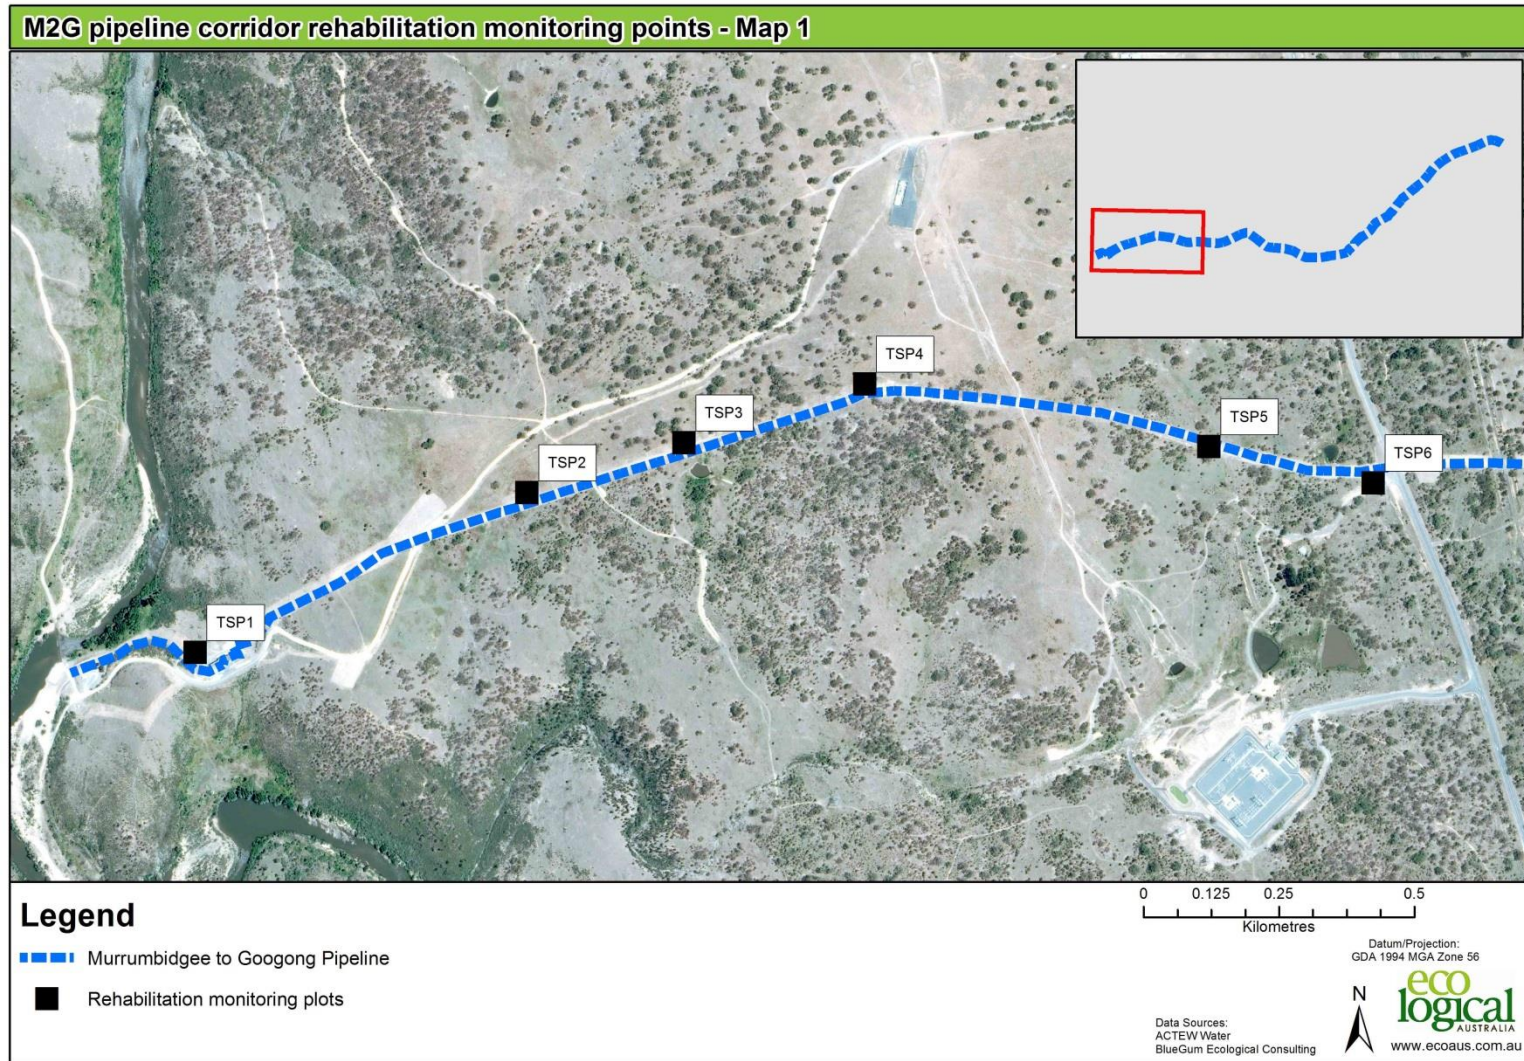 M2G pipeline corridor rehabilitation monitoring points - Map 1
TSP4
TSP3
TSP5
TSP2
TSP6
TSP1
Legend
Murrumbidgee to Googong Pipeline
Rehabilitation monitoring plots
0 0.125 0.25 0.5
Kilometres
Datum/Projection:
GDA 1994 MGA Zone 56
N
eco
logical
AUSTRALIA
www.ecoaus.com.au
Data Sources:
ACTEW Water
BlueGum Ecological Consulting